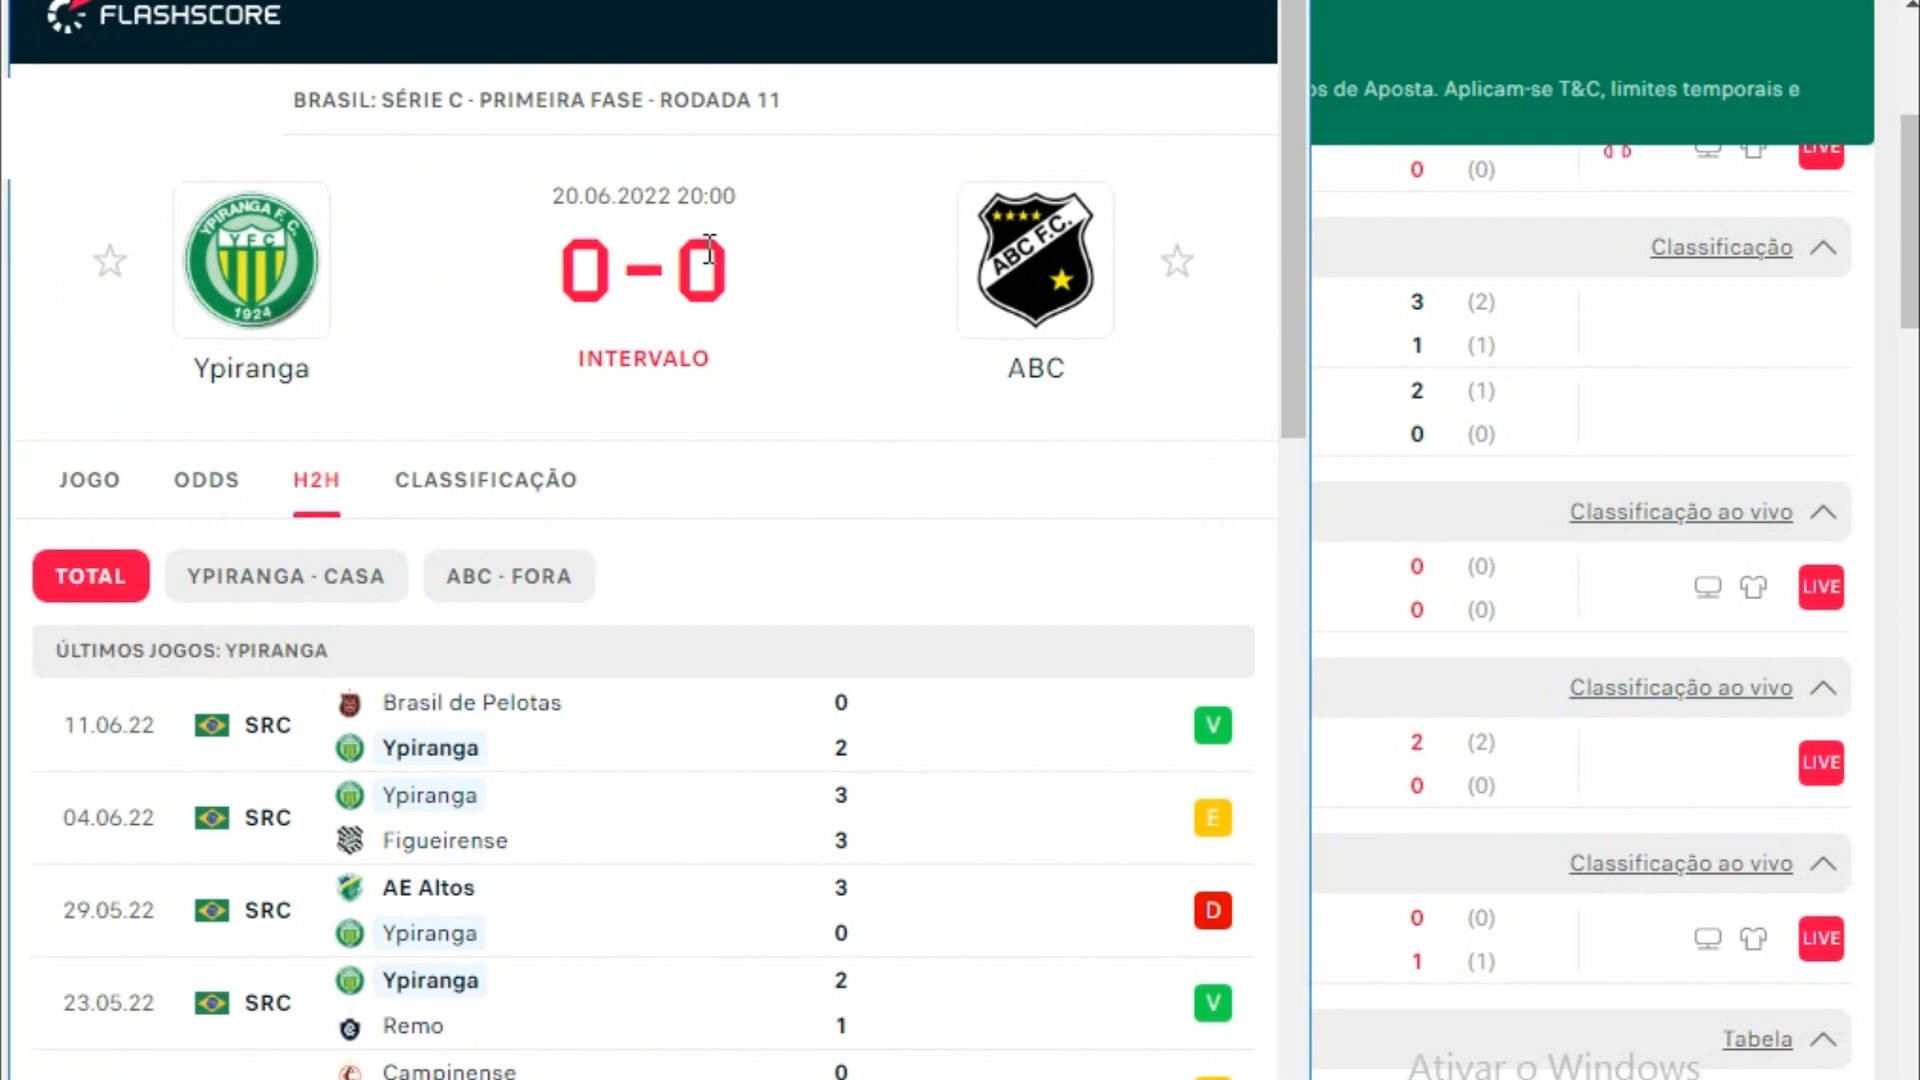 FLASHSCORE
BRASIL: SÉRIE C - PRIMEIRA FASE - RODADA 11
20.06.2022 20:00
0 - 0
INTERVALO
YPIRANGA F. C.
YFC
1924
Ypiranga
ABC F.C.
ABC
JOGO ODDS H2H CLASSIFICAÇÃO
TOTAL YPIRANGA - CASA ABC - FORA
ÚLTIMOS JOGOS: YPIRANGA
11.06.22 SRC Brasil de Pelotas 0
Ypiranga 2 V
04.06.22 SRC Ypiranga 3
Figueirense 3 E
29.05.22 SRC AE Altos 3
Ypiranga 0 D
23.05.22 SRC Ypiranga 2
Remo 1 V
Campinense 0
os de Aposta. Aplicam-se T&C, limites temporais e
0 (0) LIVE
Classificação
3 (2)
1 (1)
2 (1)
0 (0)
Classificação ao vivo
0 (0)
0 (0) LIVE
Classificação ao vivo
2 (2)
0 (0) LIVE
Classificação ao vivo
0 (0)
1 (1) LIVE
Tabela
Ativar o Windows